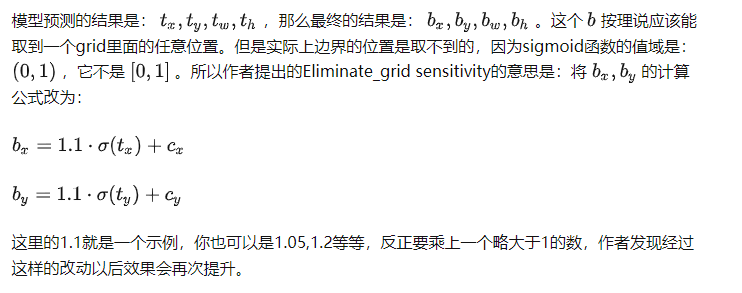 模型预测的结果是： t_x, t_y, t_w, t_h ，那么最终的结果是： b_x, b_y, b_w, b_h 。这个 b 按理说应该能
取到一个grid里面的任意位置。但是实际上边界的位置是取不到的，因为sigmoid函数的值域是：
(0, 1) ，它不是 [0, 1] 。所以作者提出的Eliminate_grid sensitivity的意思是：将 b_x, b_y 的计算
公式改为：
b_x = 1.1 · σ(t_x) + c_x
b_y = 1.1 · σ(t_y) + c_y
这里的1.1就是一个示例，你也可以是1.05,1.2等等，反正要乘上一个略大于1的数，作者发现经过
这样的改动以后效果会再次提升。